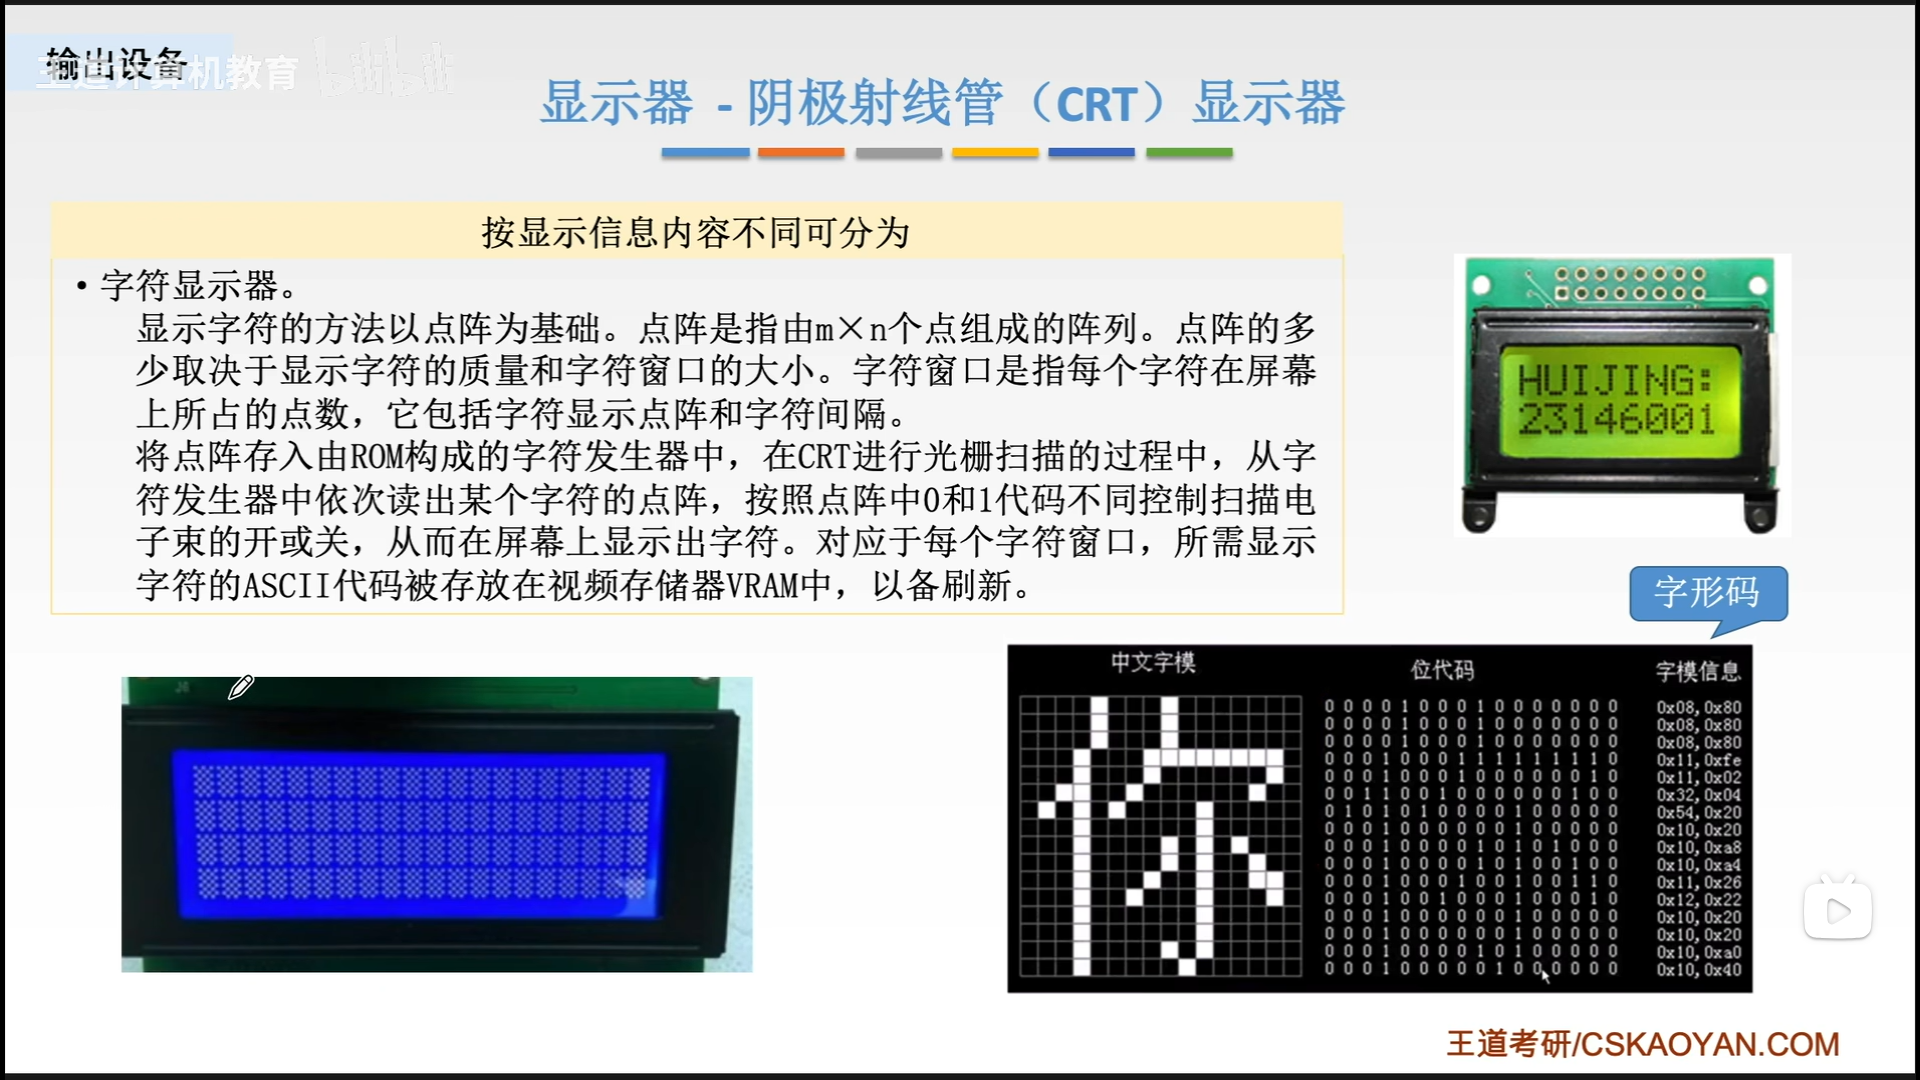 输出设备
王道计算机教育 bilibili
显示器 - 阴极射线管（CRT）显示器
按显示信息内容不同可分为
• 字符显示器。
显示字符的方法以点阵为基础。点阵是指由m×n个点组成的阵列。点阵的多
少取决于显示字符的质量和字符窗口的大小。字符窗口是指每个字符在屏幕
上所占的点数，它包括字符显示点阵和字符间隔。
将点阵存入由ROM构成的字符发生器中，在CRT进行光栅扫描的过程中，从字
符发生器中依次读出某个字符的点阵，按照点阵中0和1代码不同控制扫描电
子束的开或关，从而在屏幕上显示出字符。对应于每个字符窗口，所需显示
字符的ASCII代码被存放在视频存储器VRAM中，以备刷新。
HUIJING:
23146001
字形码
J6
中文字模 位代码 字模信息
0 0 0 0 1 0 0 0 1 0 0 0 0 0 0 0 0x08,0x80
0 0 0 0 1 0 0 0 1 0 0 0 0 0 0 0 0x08,0x80
0 0 0 0 1 0 0 0 1 0 0 0 0 0 0 0 0x08,0x80
0 0 0 1 0 0 0 1 1 1 1 1 1 1 1 0 0x11,0xfe
0 0 0 1 0 0 0 1 0 0 0 0 0 0 1 0 0x11,0x02
0 0 1 1 0 0 1 0 0 0 0 0 0 1 0 0 0x32,0x04
0 1 0 1 0 1 0 0 0 0 1 0 0 0 0 0 0x54,0x20
0 0 0 1 0 0 0 0 0 0 1 0 0 0 0 0 0x10,0x20
0 0 0 1 0 0 0 0 1 0 1 0 1 0 0 0 0x10,0xa8
0 0 0 1 0 0 0 0 1 0 1 0 0 1 0 0 0x10,0xa4
0 0 0 1 0 0 0 1 0 0 1 0 0 1 1 0 0x11,0x26
0 0 0 1 0 0 1 0 0 0 1 0 0 0 1 0 0x12,0x22
0 0 0 1 0 0 0 0 0 0 1 0 0 0 0 0 0x10,0x20
0 0 0 1 0 0 0 0 0 0 1 0 0 0 0 0 0x10,0x20
0 0 0 1 0 0 0 0 1 0 1 0 0 0 0 0 0x10,0xa0
0 0 0 1 0 0 0 0 0 1 0 0 0 0 0 0 0x10,0x40
王道考研/CSKAOYAN.COM